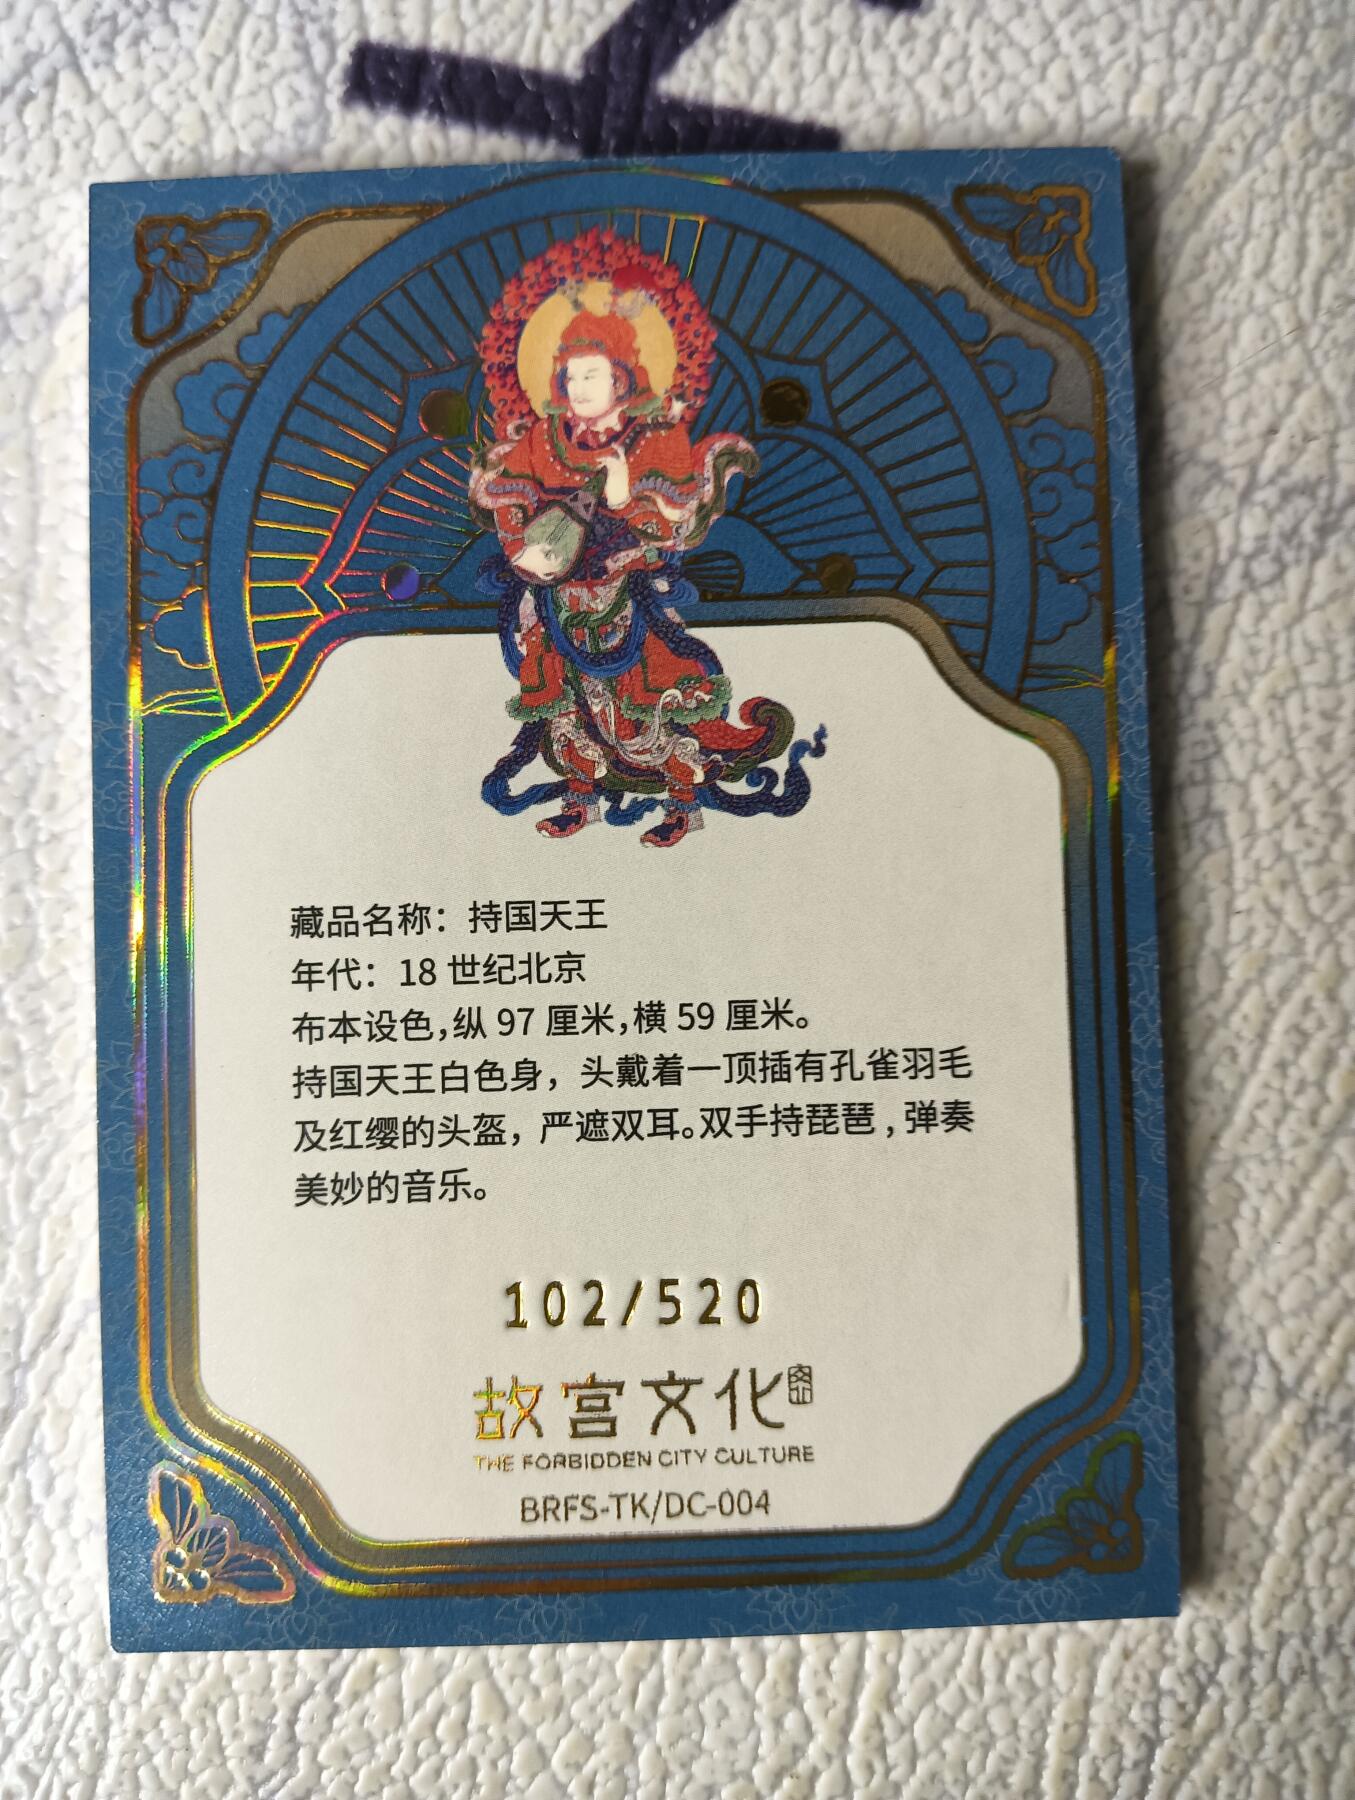 藏品名称：持国天王
年代：18 世纪北京
布本设色,纵 97 厘米,横 59 厘米。
持国天王白色身，头戴着一顶插有孔雀羽毛
及红缨的头盔，严遮双耳。双手持琵琶，弹奏
美妙的音乐。
102/520
故宫文化
THE FORBIDDEN CITY CULTURE
BRFS-TK/DC-004